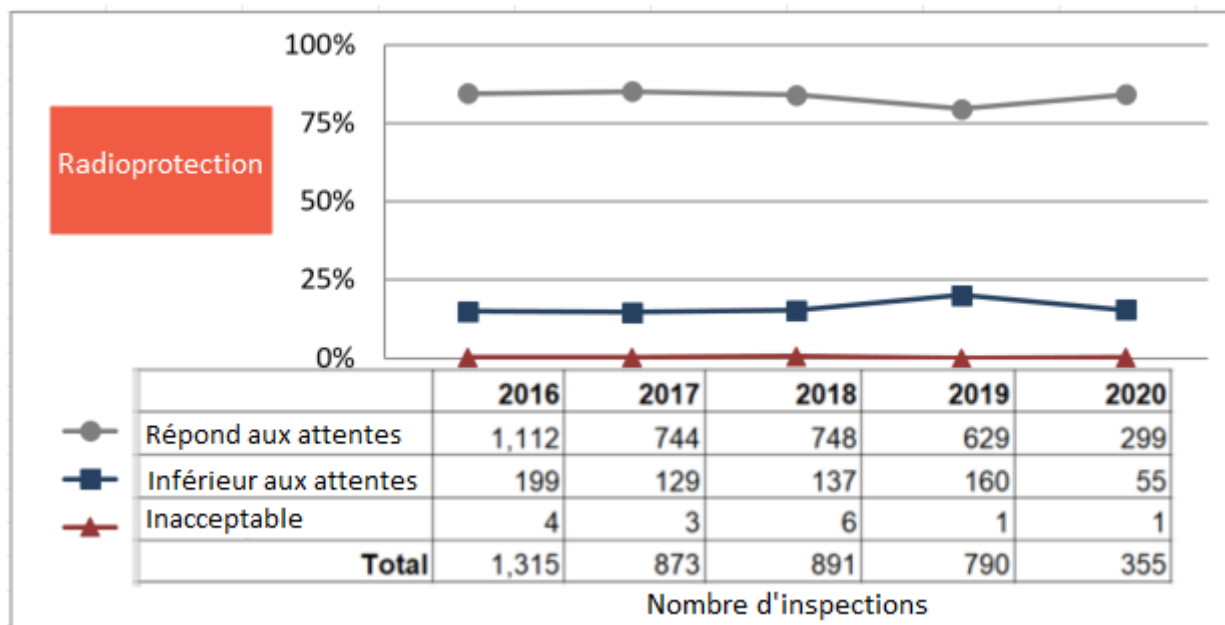 100%
Radioprotection
75%
50%
25%
0%
2016 2017 2018 2019 2020
Répond aux attentes 1,112 744 748 629 299
Inférieur aux attentes 199 129 137 160 55
Inacceptable 4 3 6 1 1
Total 1,315 873 891 790 355
Nombre d'inspections